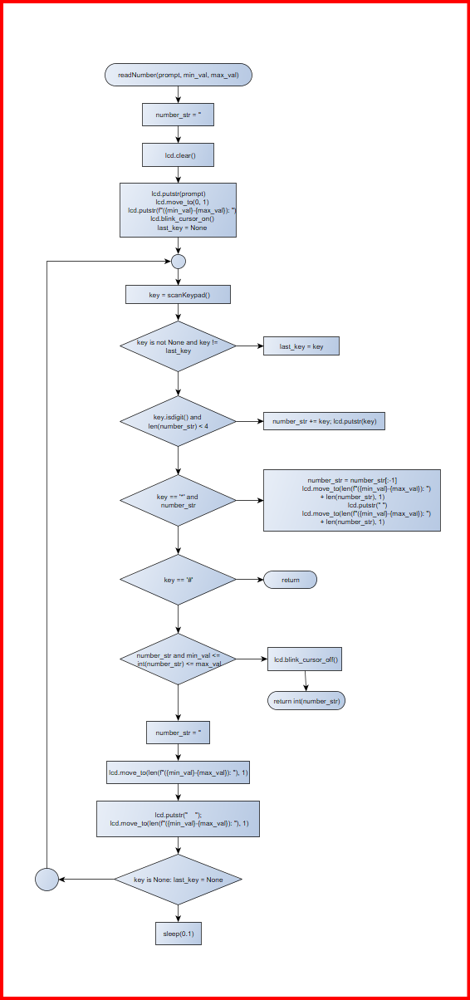 readNumber(prompt, min_val, max_val)
number_str = ''
lcd.clear()
lcd.putstr(prompt)
lcd.move_to(0, 1)
lcd.putstr(f"({min_val}-{max_val}): ")
lcd.blink_cursor_on()
last_key = None
key = scanKeypad()
key is not None and key !=
last_key
last_key = key
key.isdigit() and
len(number_str) < 4
number_str += key; lcd.putstr(key)
key == '*' and
number_str
number_str = number_str[:-1]
lcd.move_to(len(f"({min_val}-{max_val}): ")
+ len(number_str), 1)
lcd.putstr(" ")
lcd.move_to(len(f"({min_val}-{max_val}): ")
+ len(number_str), 1)
key == '#'
return
number_str and min_val <=
int(number_str) <= max_val
lcd.blink_cursor_off()
return int(number_str)
number_str = ''
lcd.move_to(len(f"({min_val}-{max_val}): "), 1)
lcd.putstr("    ");
lcd.move_to(len(f"({min_val}-{max_val}): "), 1)
key is None: last_key = None
sleep(0.1)